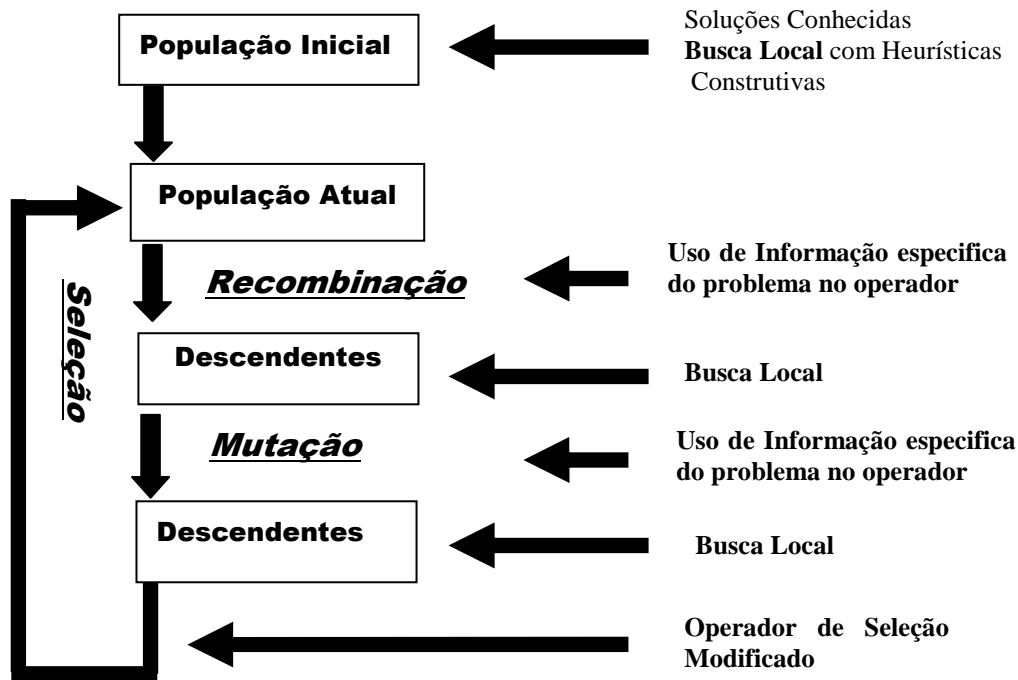 População Inicial
Soluções Conhecidas
Busca Local com Heurísticas
Construtivas
População Atual
Seleção
Recombinação
Uso de Informação especifica
do problema no operador
Descendentes
Busca Local
Mutação
Uso de Informação especifica
do problema no operador
Descendentes
Busca Local
Operador de Seleção
Modificado